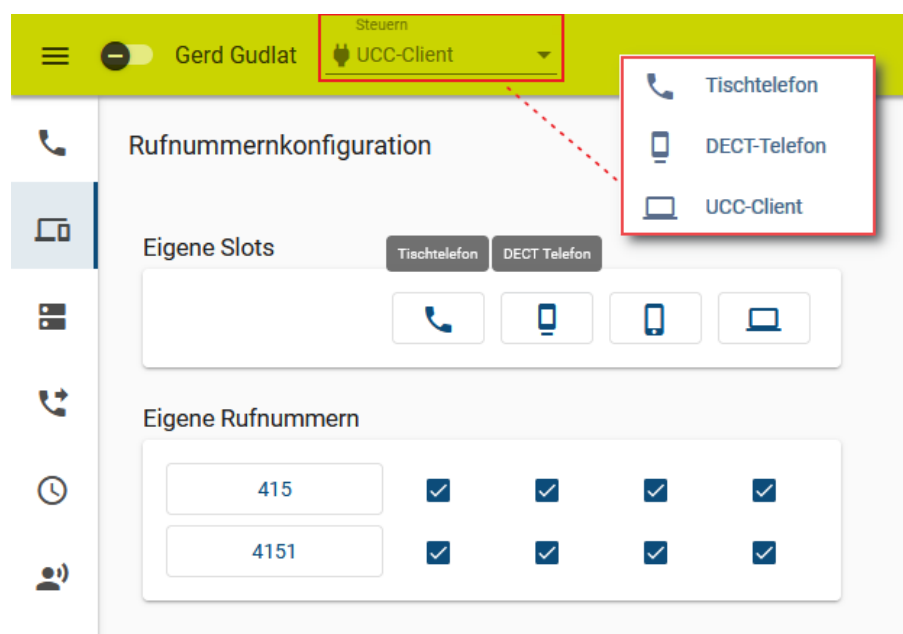 Steuern
Gerd Gudlat
UCC-Client
Tischtelefon
DECT-Telefon
UCC-Client
Rufnummernkonfiguration
Eigene Slots
Tischtelefon
DECT Telefon
Eigene Rufnummern
415
4151